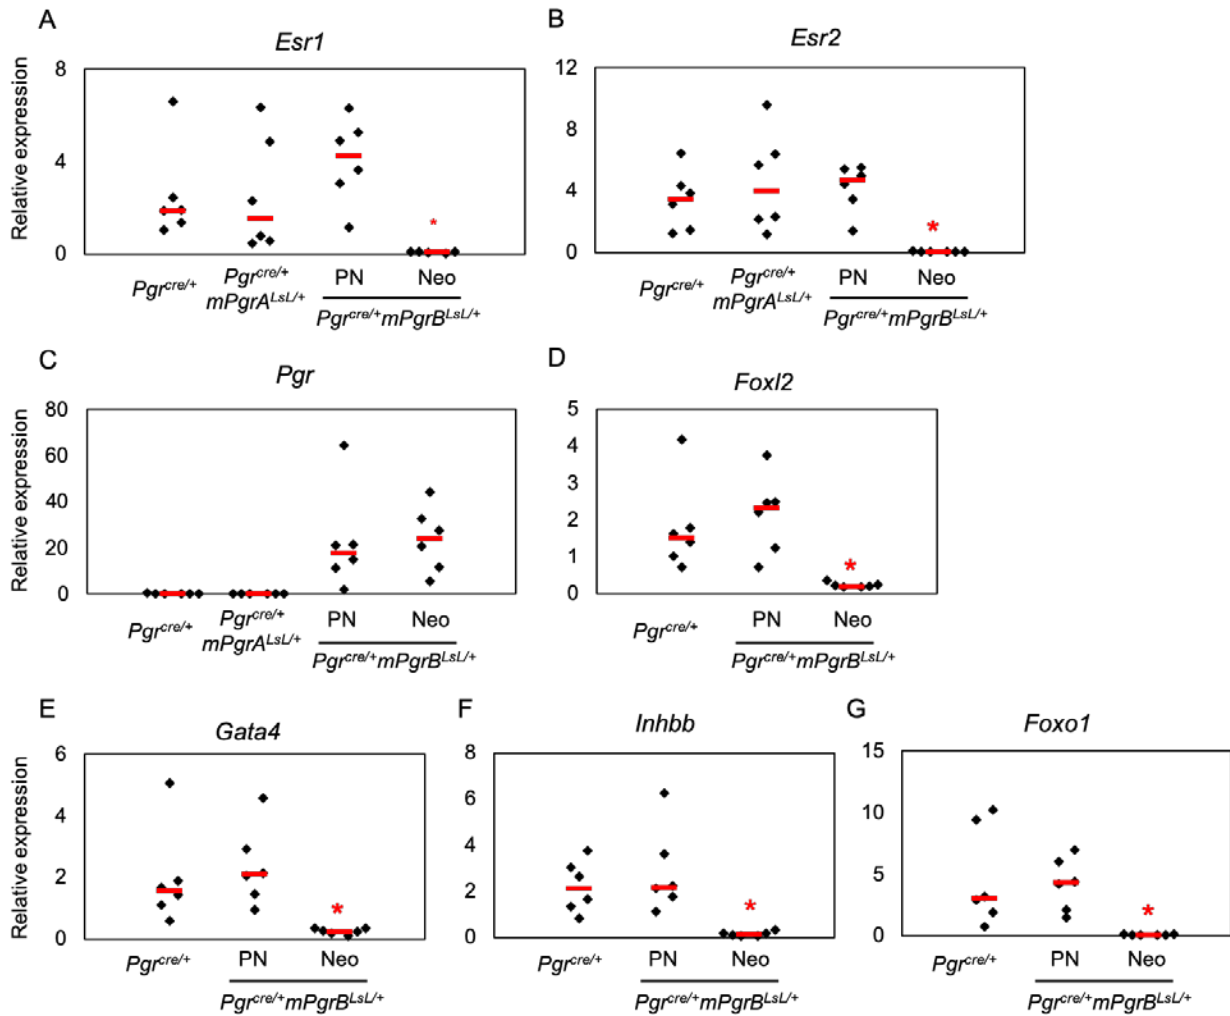 A
Esr1
Relative expression
8
4
0
*
Pgrcre/+
Pgrcre/+
mPgrALsL/+
PN
Neo
Pgrcre/+mPgrBLsL/+
B
Esr2
12
8
4
0
*
Pgrcre/+
Pgrcre/+
mPgrALsL/+
PN
Neo
Pgrcre/+mPgrBLsL/+
C
Pgr
Relative expression
80
60
40
20
0
Pgrcre/+
Pgrcre/+
mPgrALsL/+
PN
Neo
Pgrcre/+mPgrBLsL/+
D
Foxl2
5
4
3
2
1
0
*
Pgrcre/+
PN
Neo
Pgrcre/+mPgrBLsL/+
E
Gata4
Relative expression
6
4
2
0
*
Pgrcre/+
PN
Neo
Pgrcre/+mPgrBLsL/+
F
Inhbb
8
6
4
2
0
*
Pgrcre/+
PN
Neo
Pgrcre/+mPgrBLsL/+
G
Foxo1
15
10
5
0
*
Pgrcre/+
PN
Neo
Pgrcre/+mPgrBLsL/+